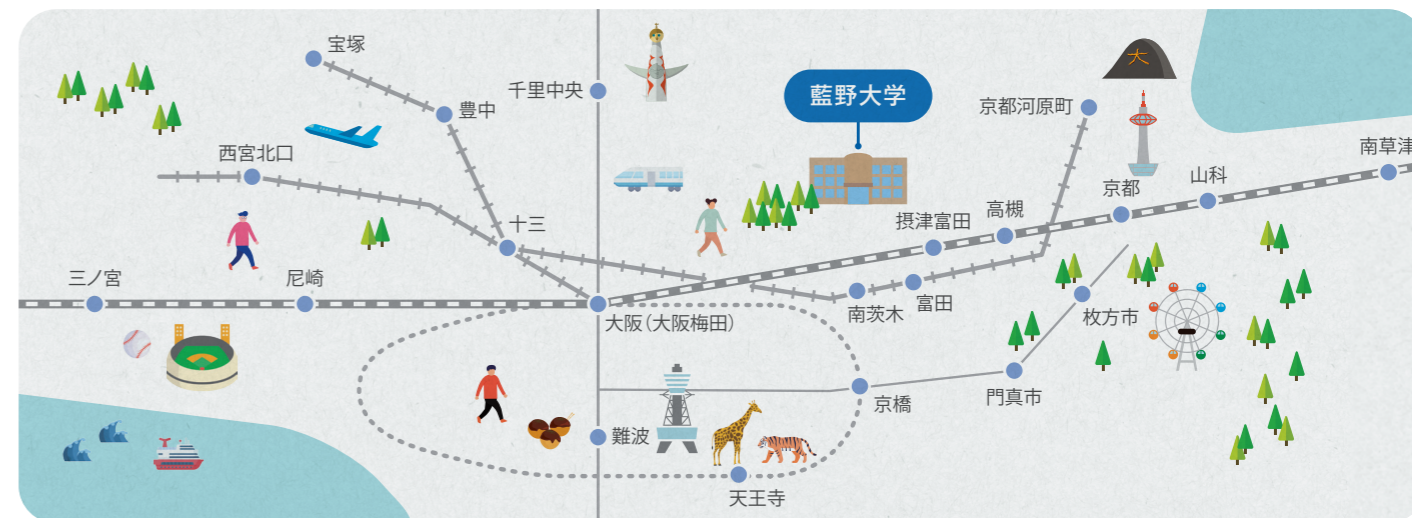 宝塚
豊中
千里中央
藍野大学
京都河原町
大
南草津
西宮北口
山科
京都
十三
摂津富田
高槻
三ノ宮
尼崎
大阪(大阪梅田)
南茨木
富田
枚方市
京橋
門真市
難波
天王寺